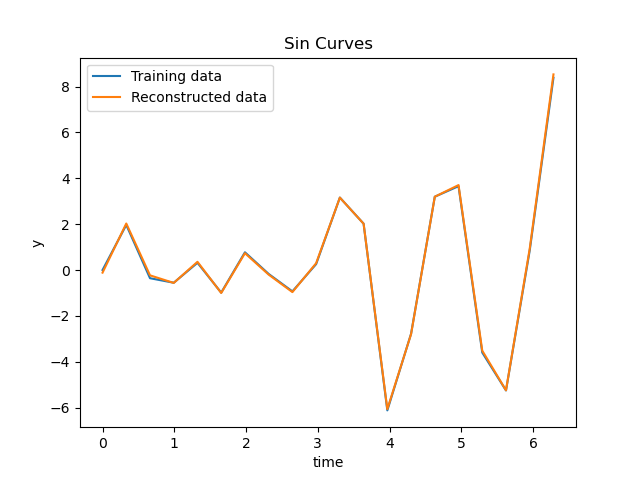 Sin Curves
Training data
Reconstructed data
8
6
4
2
0
−2
−4
−6
y
0 1 2 3 4 5 6
time